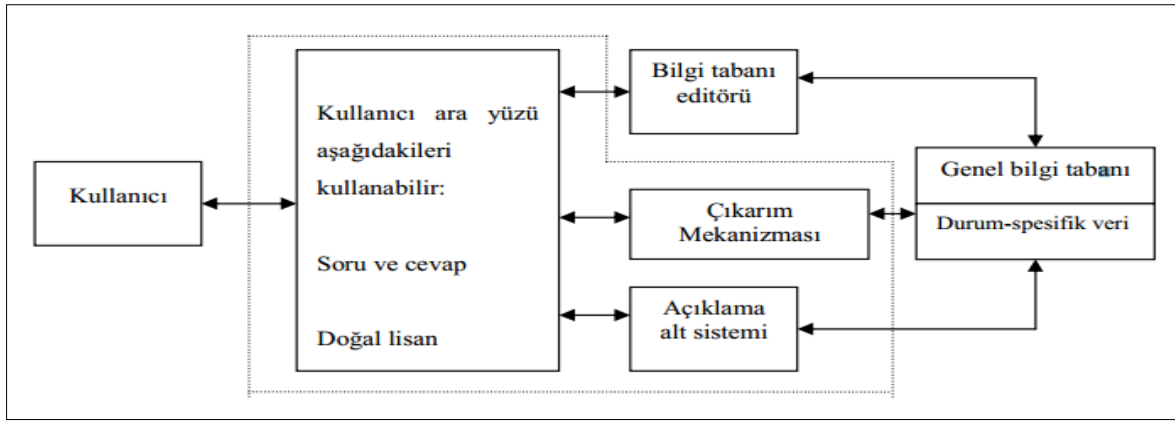 Kullanıcı
Kullanıcı ara yüzü
aşağıdakileri
kullanabilir:
Soru ve cevap
Doğal lisan
Bilgi tabanı
editörü
Çıkarım
Mekanizması
Açıklama
alt sistemi
Genel bilgi tabanı
Durum-spesifik veri